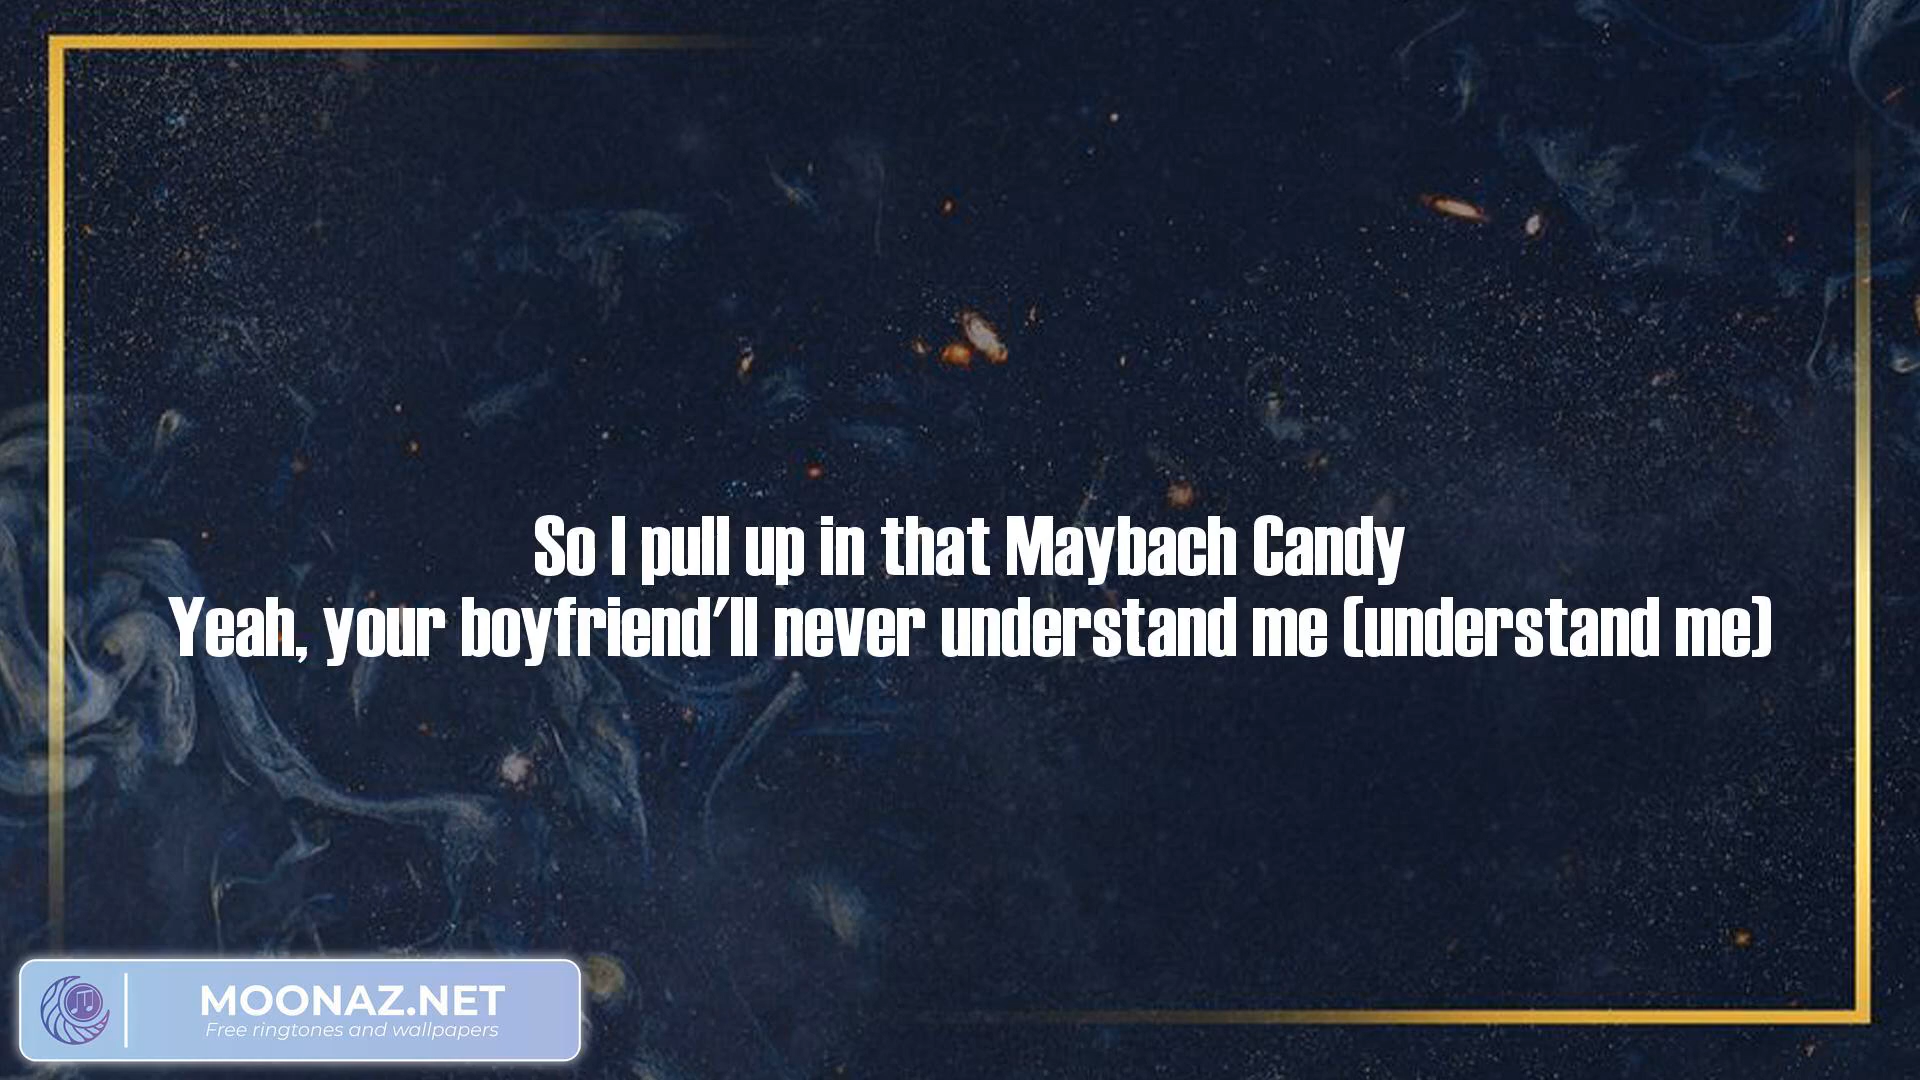 So I pull up in that Maybach Candy
Yeah, your boyfriend'll never understand me (understand me)
MOONAZ.NET
Free ringtones and wallpapers